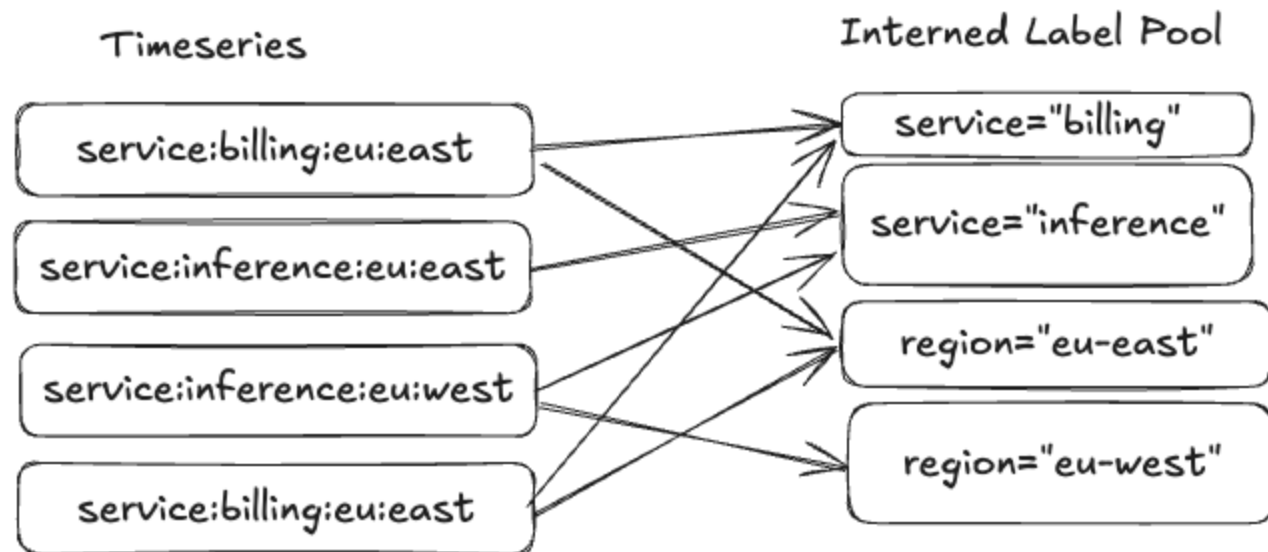 Timeseries
Interned Label Pool
service:billing:eu:east
service="billing"
service:inference:eu:east
service="inference"
service:inference:eu:west
region="eu-east"
service:billing:eu:east
region="eu-west"